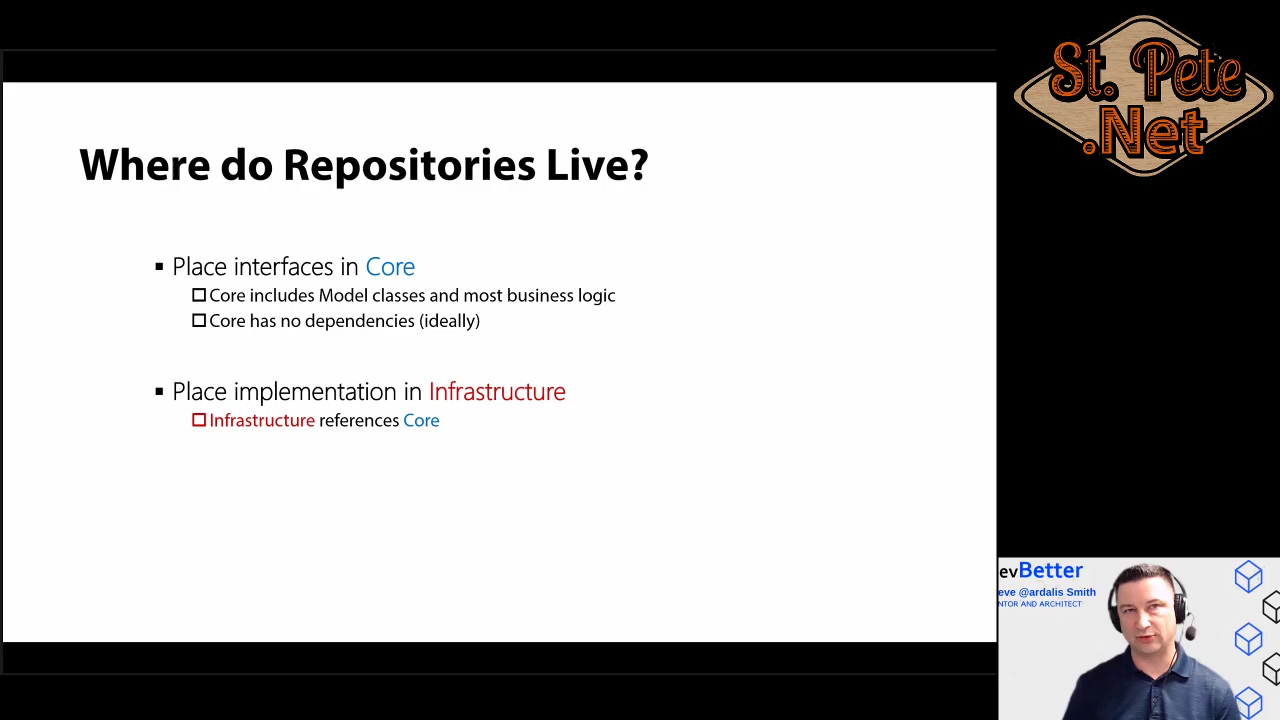 Where do Repositories Live?
Place interfaces in Core
Core includes Model classes and most business logic
Core has no dependencies (ideally)
Place implementation in Infrastructure
Infrastructure references Core
St. Pete
.Net
evBetter
eve @ardalis Smith
NTOR AND ARCHITECT